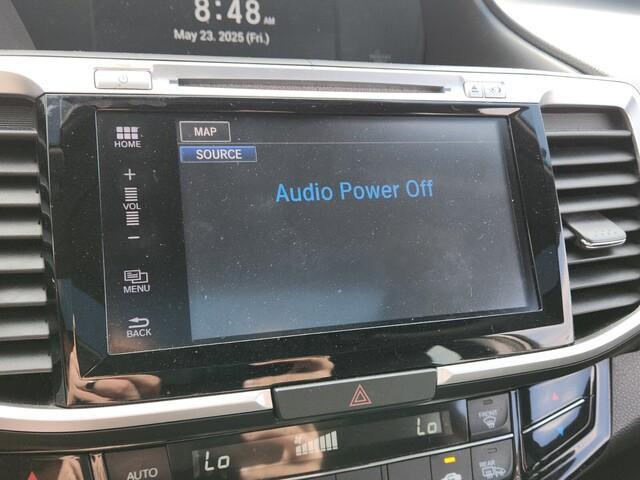 8:48 AM
May 23. 2025 (Fri.)
HOME
MAP
SOURCE
Audio Power Off
+
VOL
−
MENU
BACK
AUTO
Lo
Lo
FRONT
REAR